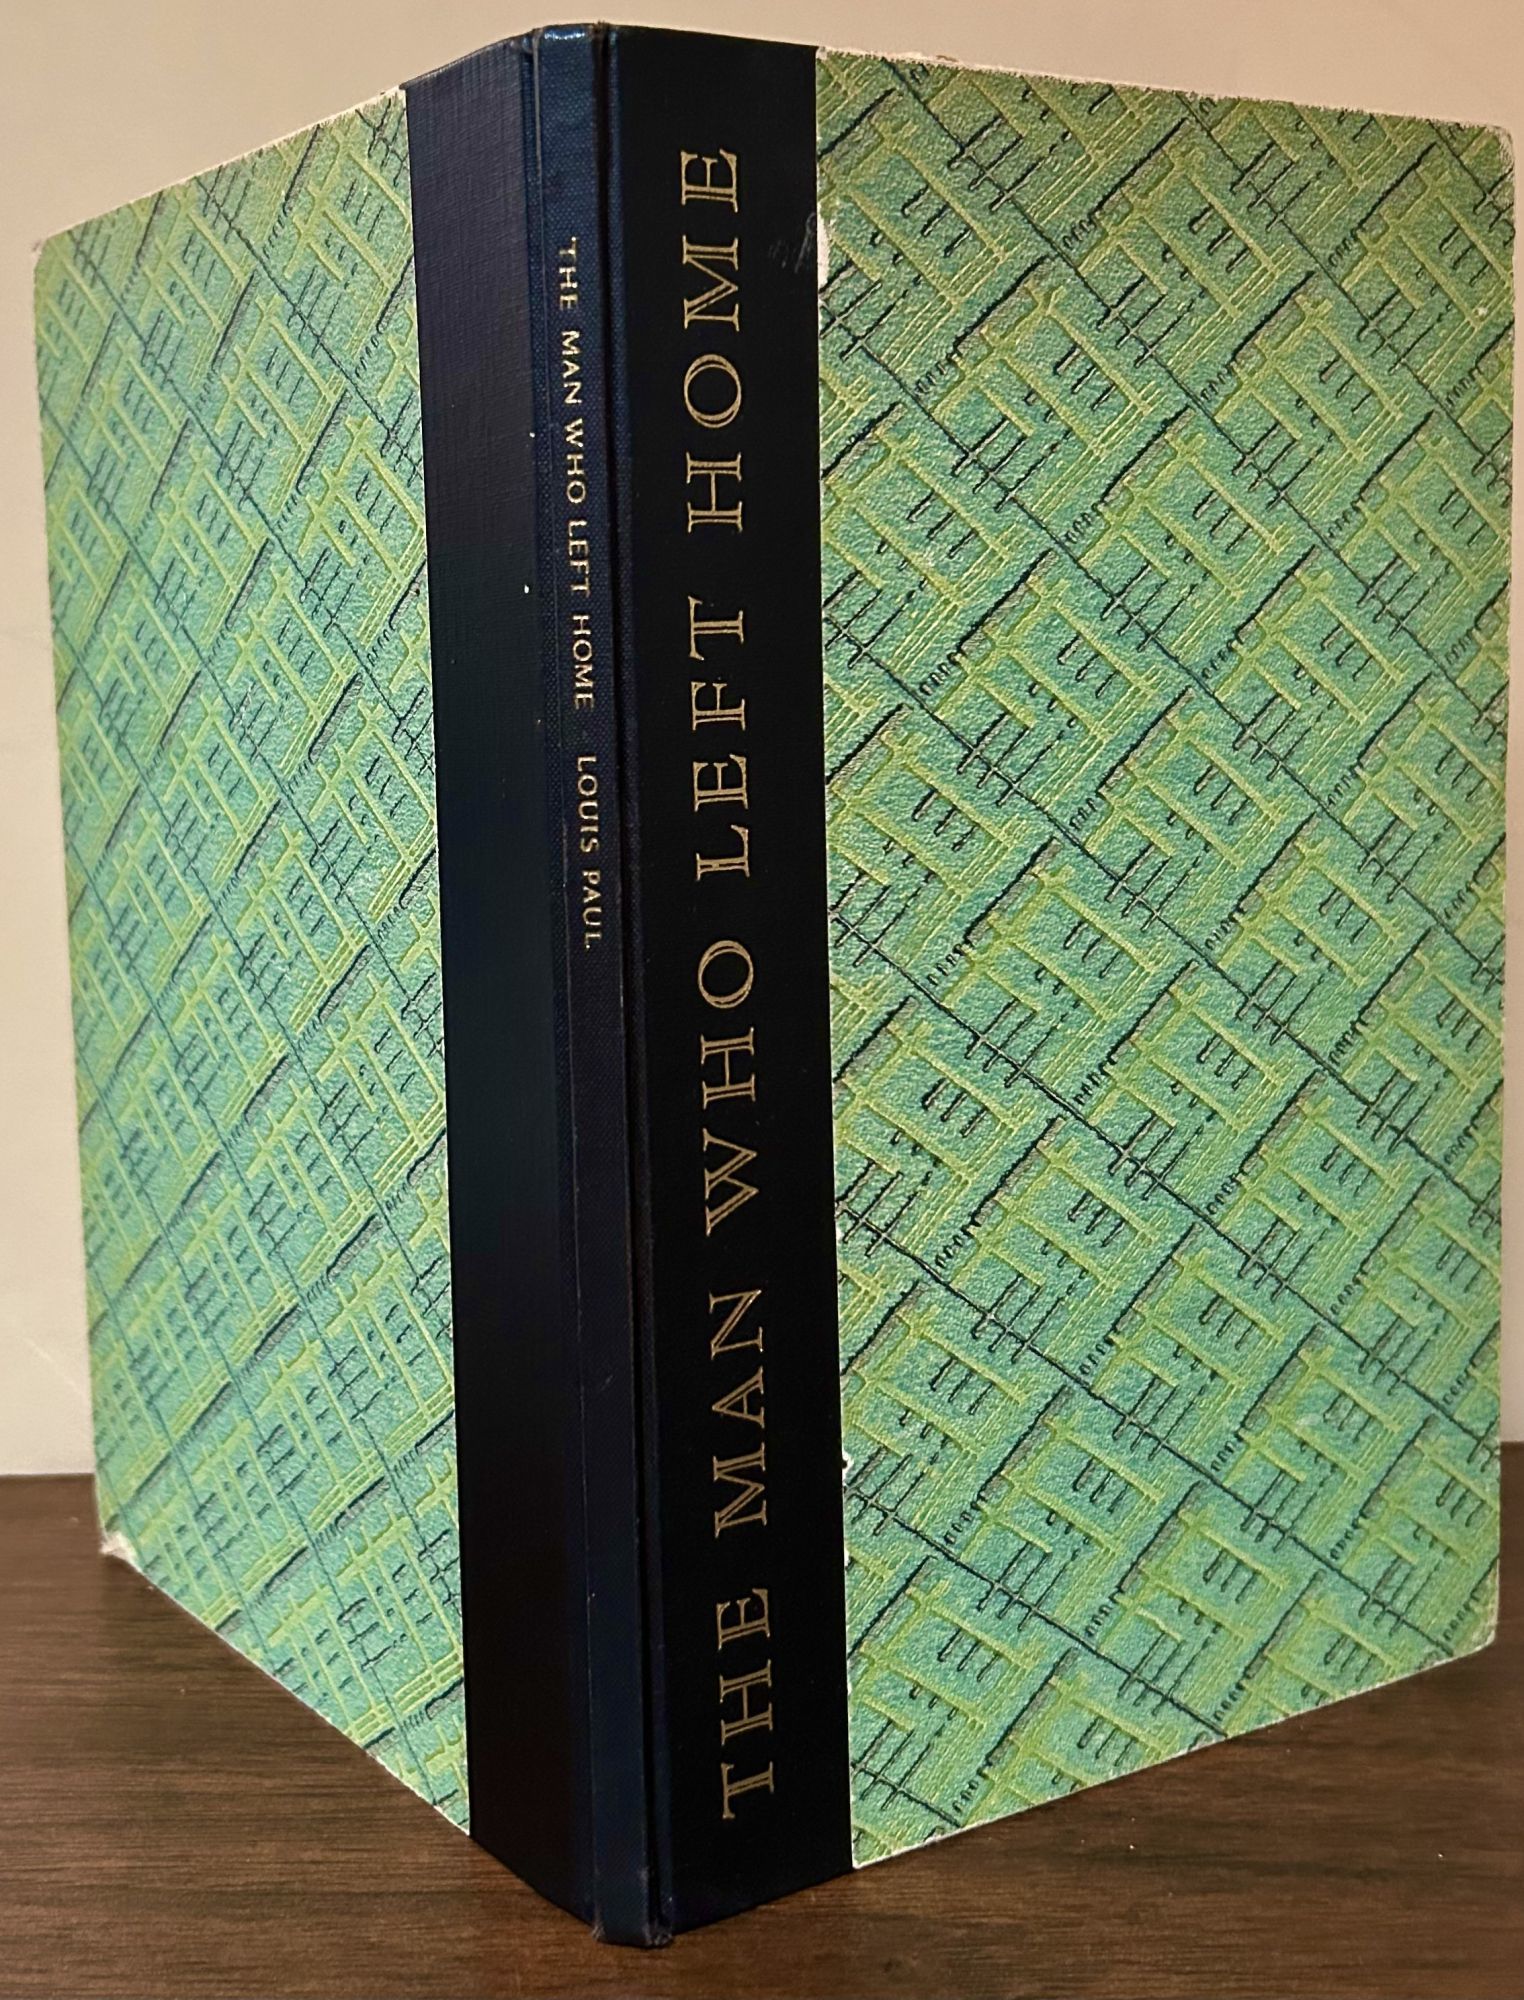 THE MAN WHO LEFT HOME LOUIS PAUL
THE MAN WHO LEFT HOME